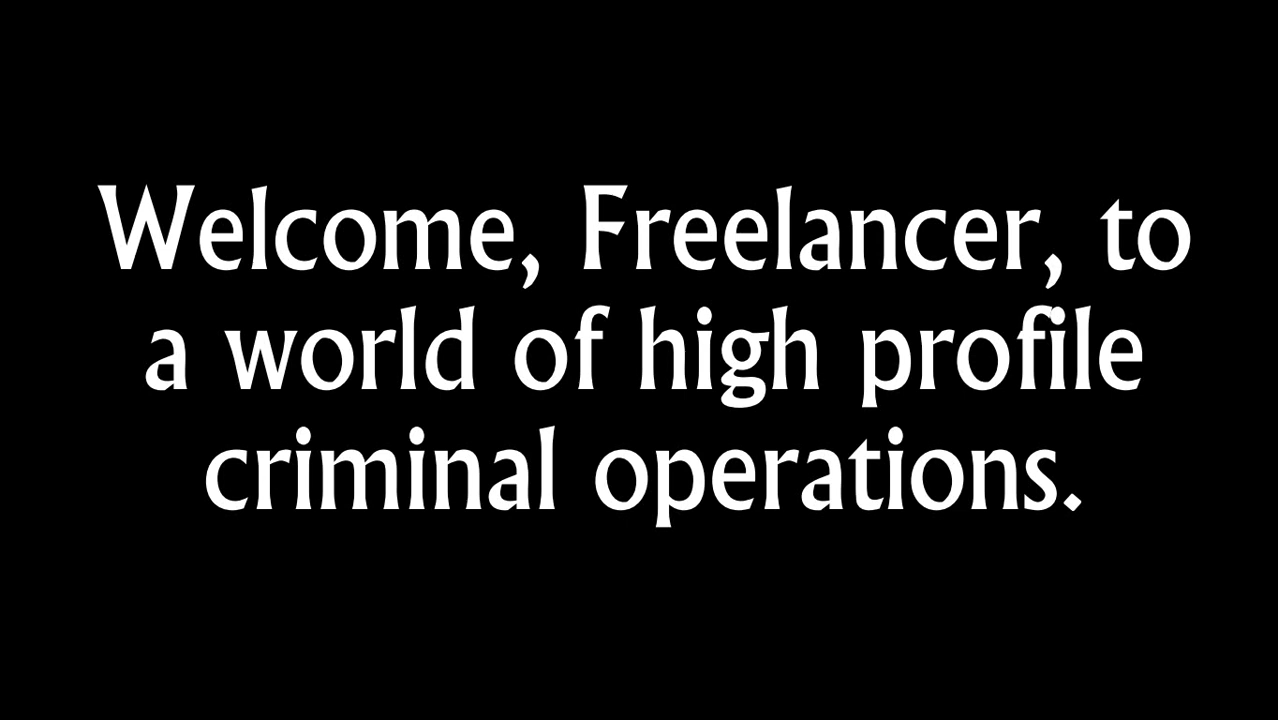 Welcome, Freelancer, to
a world of high profile
criminal operations.